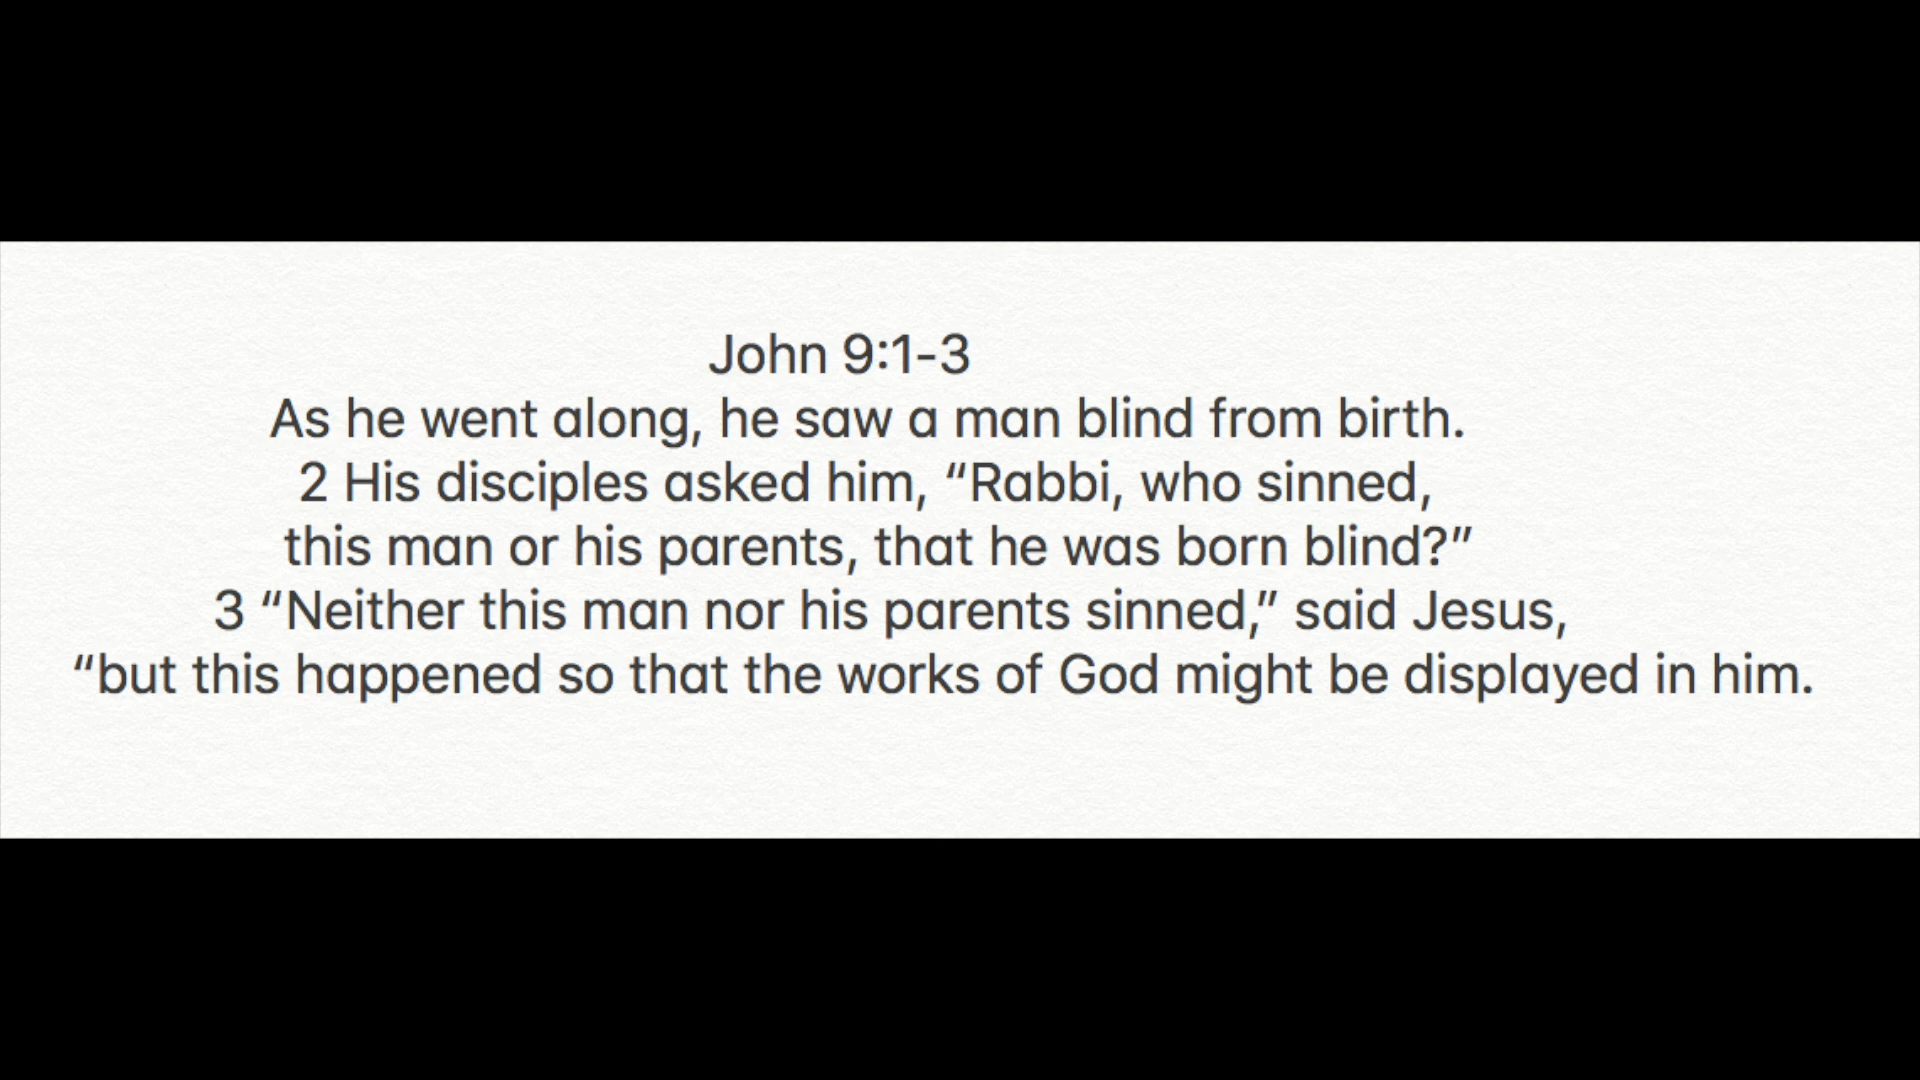 John 9:1-3
As he went along, he saw a man blind from birth.
2 His disciples asked him, “Rabbi, who sinned,
this man or his parents, that he was born blind?”
3 “Neither this man nor his parents sinned,” said Jesus,
“but this happened so that the works of God might be displayed in him.